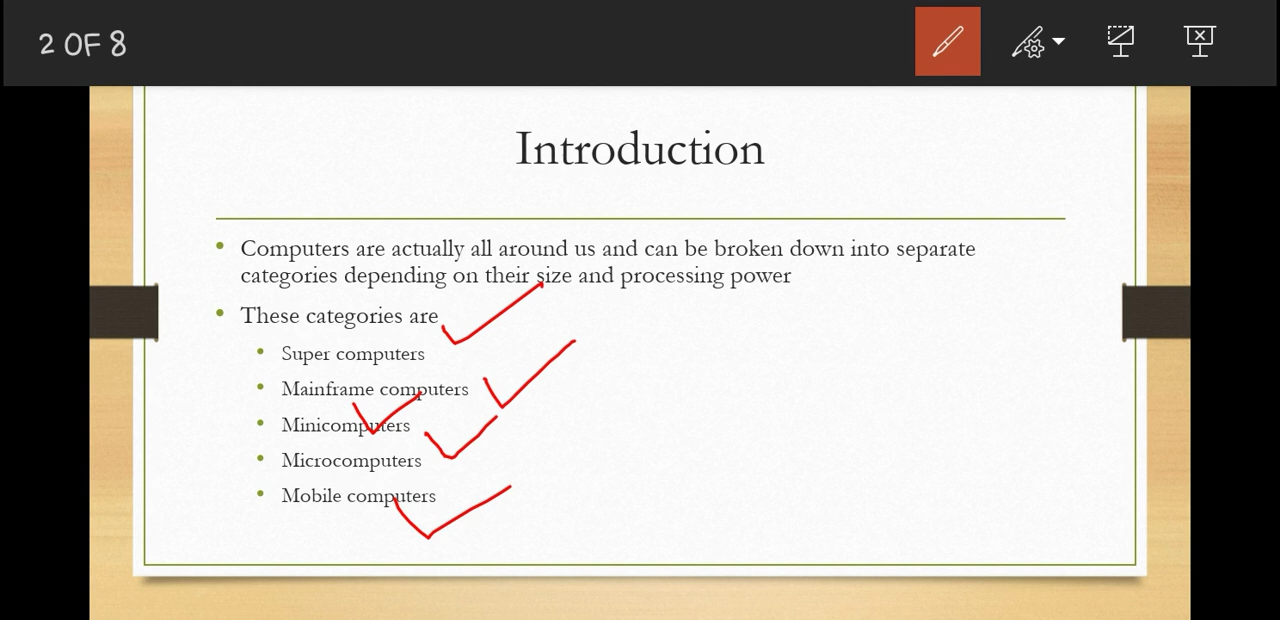 2 OF 8
Introduction
Computers are actually all around us and can be broken down into separate
categories depending on their size and processing power
These categories are
Super computers
Mainframe computers
Minicomputers
Microcomputers
Mobile computers